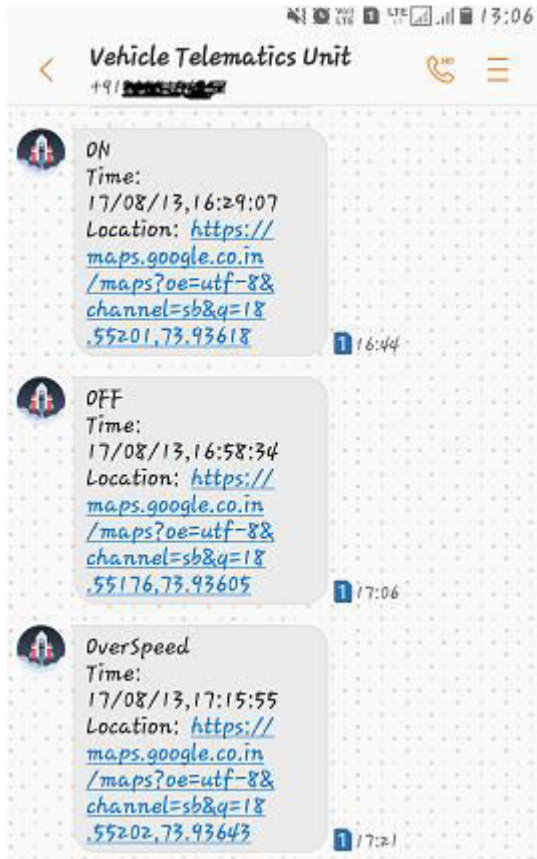 13:06
Vehicle Telematics Unit
+91
ON
Time:
17/08/13,16:29:07
Location: https://
maps.google.co.in
/maps?oe=utf-8&
channel=sb&q=18
.55201,73.93618
1 16:44
OFF
Time:
17/08/13,16:58:34
Location: https://
maps.google.co.in
/maps?oe=utf-8&
channel=sb&q=18
.55176,73.93605
1 17:06
OverSpeed
Time:
17/08/13,17:15:55
Location: https://
maps.google.co.in
/maps?oe=utf-8&
channel=sb&q=18
.55202,73.93643
1 17:21